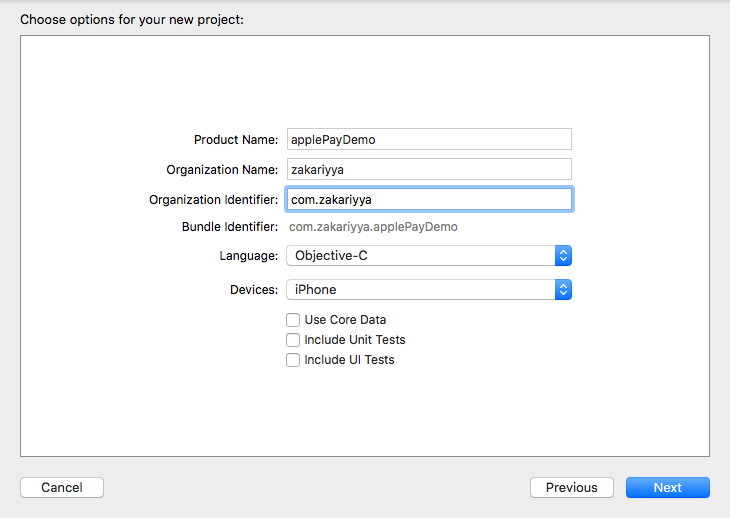 Choose options for your new project:
Product Name: applePayDemo
Organization Name: zakariyya
Organization Identifier: com.zakariyya
Bundle Identifier: com.zakariyya.applePayDemo
Language: Objective-C
Devices: iPhone
Use Core Data
Include Unit Tests
Include UI Tests
Cancel Previous Next